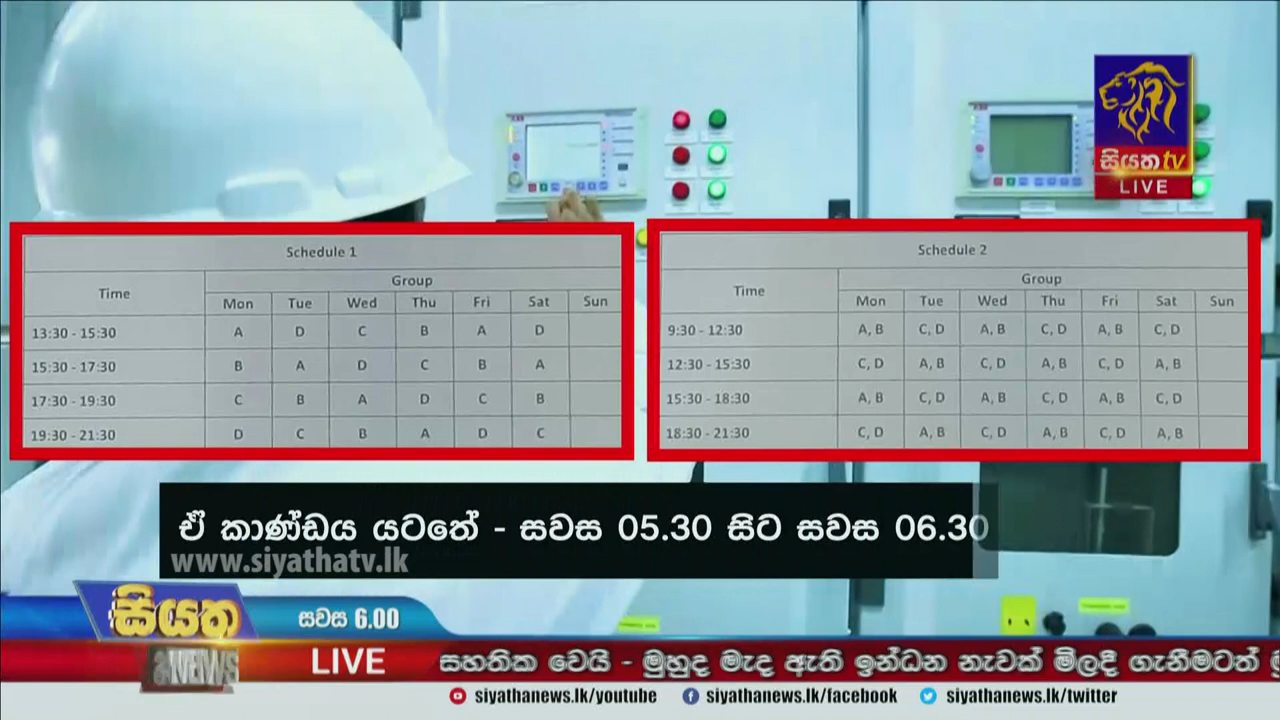 සියත tv
LIVE
Schedule 1
Time Group
Mon Tue Wed Thu Fri Sat Sun
13:30 - 15:30 A D C B A D
15:30 - 17:30 B A D C B A
17:30 - 19:30 C B A D C B
19:30 - 21:30 D C B A D C
Schedule 2
Time Group
Mon Tue Wed Thu Fri Sat Sun
9:30 - 12:30 A, B C, D A, B C, D A, B C, D
12:30 - 15:30 C, D A, B C, D A, B C, D A, B
15:30 - 18:30 A, B C, D A, B C, D A, B C, D
18:30 - 21:30 C, D A, B C, D A, B C, D A, B
ඒ කාණ්ඩය යටතේ - සවස 05.30 සිට සවස 06.30
www.siyathatv.lk
සියත සවස 6.00
NEWS LIVE සහතික වෙයි - මුහුද මැද ඇති ඉන්ධන නැවක් මිලදී ගැනීමටත්
siyathanews.lk/youtube siyathanews.lk/facebook siyathanews.lk/twitter